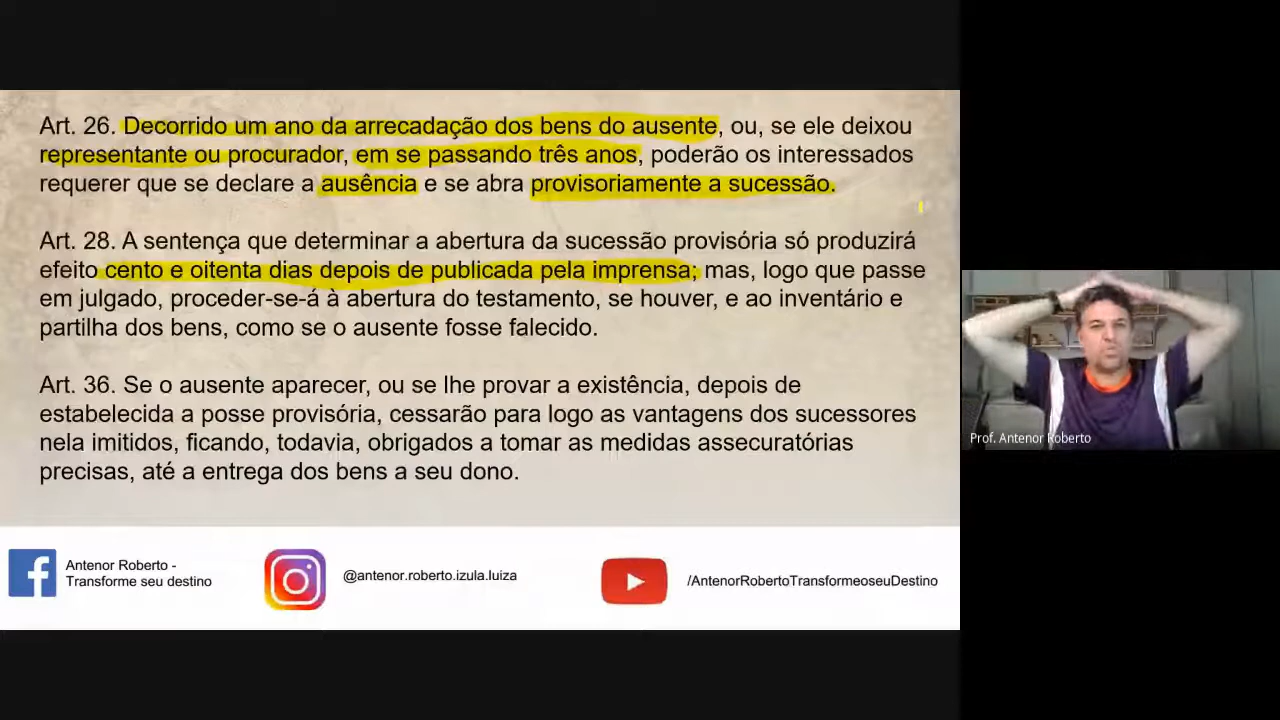 Art. 26. Decorrido um ano da arrecadação dos bens do ausente, ou, se ele deixou
representante ou procurador, em se passando três anos, poderão os interessados
requerer que se declare a ausência e se abra provisoriamente a sucessão.
Art. 28. A sentença que determinar a abertura da sucessão provisória só produzirá
efeito cento e oitenta dias depois de publicada pela imprensa; mas, logo que passe
em julgado, proceder-se-á à abertura do testamento, se houver, e ao inventário e
partilha dos bens, como se o ausente fosse falecido.
Art. 36. Se o ausente aparecer, ou se lhe provar a existência, depois de
estabelecida a posse provisória, cessarão para logo as vantagens dos sucessores
nela imitidos, ficando, todavia, obrigados a tomar as medidas assecuratórias
precisas, até a entrega dos bens a seu dono.
Antenor Roberto -
Transforme seu destino
@antenor.roberto.izula.luiza
/AntenorRobertoTransformeoseuDestino
Prof. Antenor Roberto